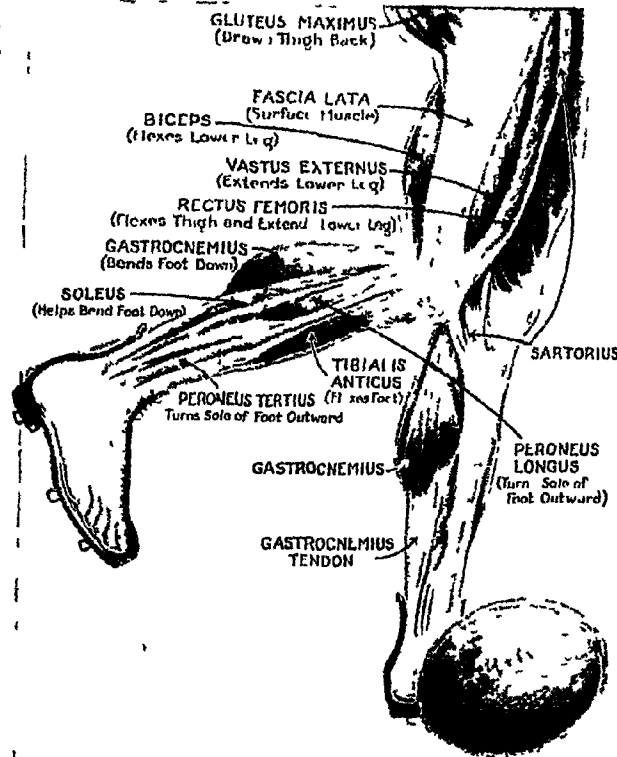 GLUTEUS MAXIMUS
(Draws Thigh Back)
FASCIA LATA
(Surface Muscle)
BICEPS
(Flexes Lower Leg)
VASTUS EXTERNUS
(Extends Lower Leg)
RECTUS FEMORIS
(Flexes Thigh and Extend Lower Leg)
GASTROCNEMIUS
(Bends Foot Down)
SOLEUS
(Helps Bend Foot Down)
SARTORIUS
TIBIALIS
ANTICUS
(Flexes Foot)
PERONEUS TERTIUS
Turns Sole of Foot Outward
PERONEUS
LONGUS
(Turn Sole of
Foot Outward)
GASTROCNEMIUS
GASTROCNEMIUS
TENDON